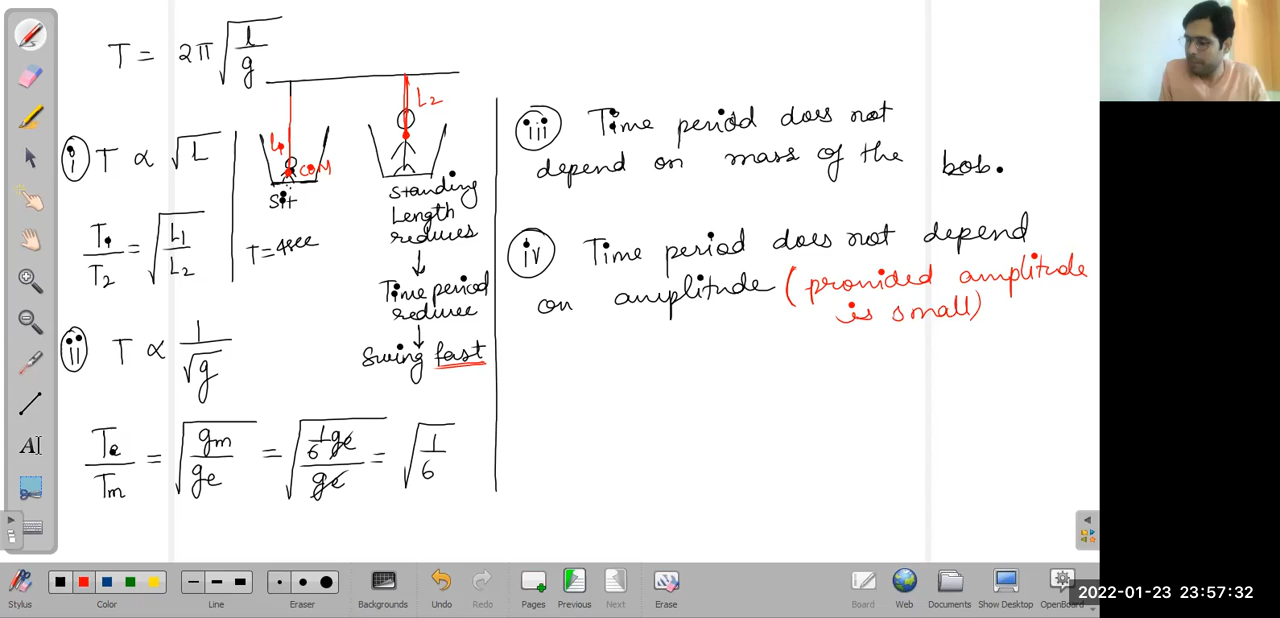 T = 2π √(l/g)
(i) T ∝ √L
T1/T2 = √(L1/L2)
L1
COM
Sit
T = 4sec
L2
Standing
Length
reduces
↓
Time period
reduce
↓
Swing fast
(ii) T ∝ 1/√g
Te/Tm = √(gm/ge) = √(1/6 ge/ge) = √(1/6)
(iii) Time period does not
depend on mass of the bob.
(iv) Time period does not depend
on amplitude (provided amplitude
is small)
Stylus
Color
Line
Eraser
Backgrounds
Undo
Redo
Pages
Previous
Next
Erase
Board
Web
Documents
Show Desktop
OpenBoard
2022-01-23 23:57:32